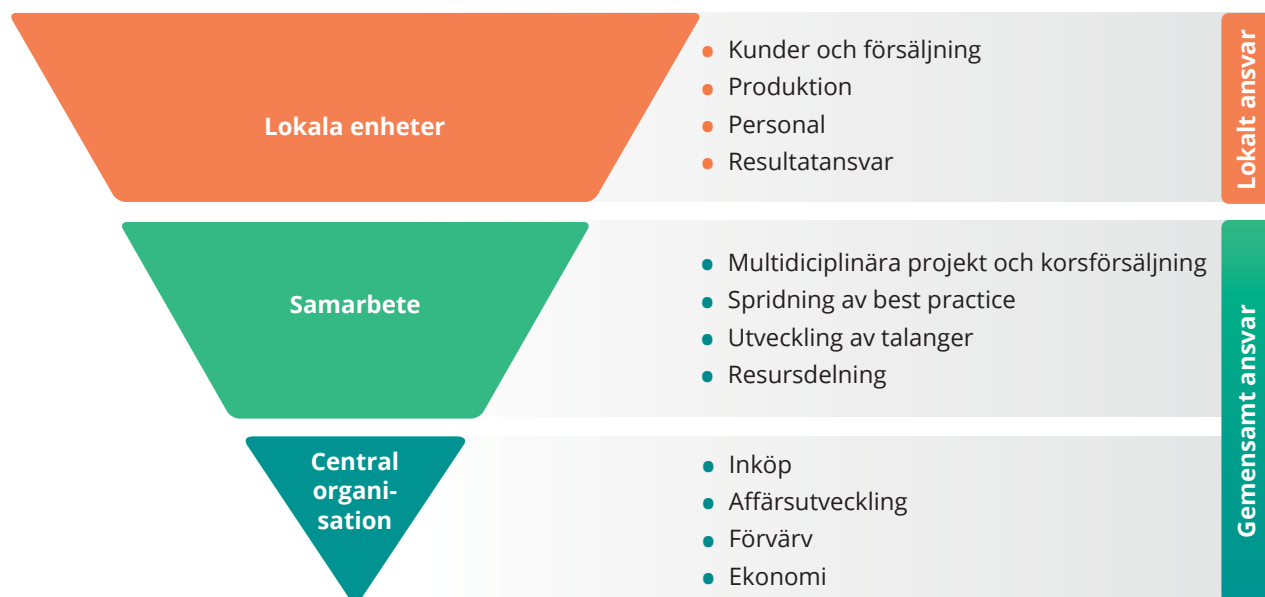 Lokala enheter
Kunder och försäljning
Produktion
Personal
Resultatansvar
Lokalt ansvar
Samarbete
Multidiciplinära projekt och korsförsäljning
Spridning av best practice
Utveckling av talanger
Resursdelning
Central
organi-
sation
Inköp
Affärsutveckling
Förvärv
Ekonomi
Gemensamt ansvar